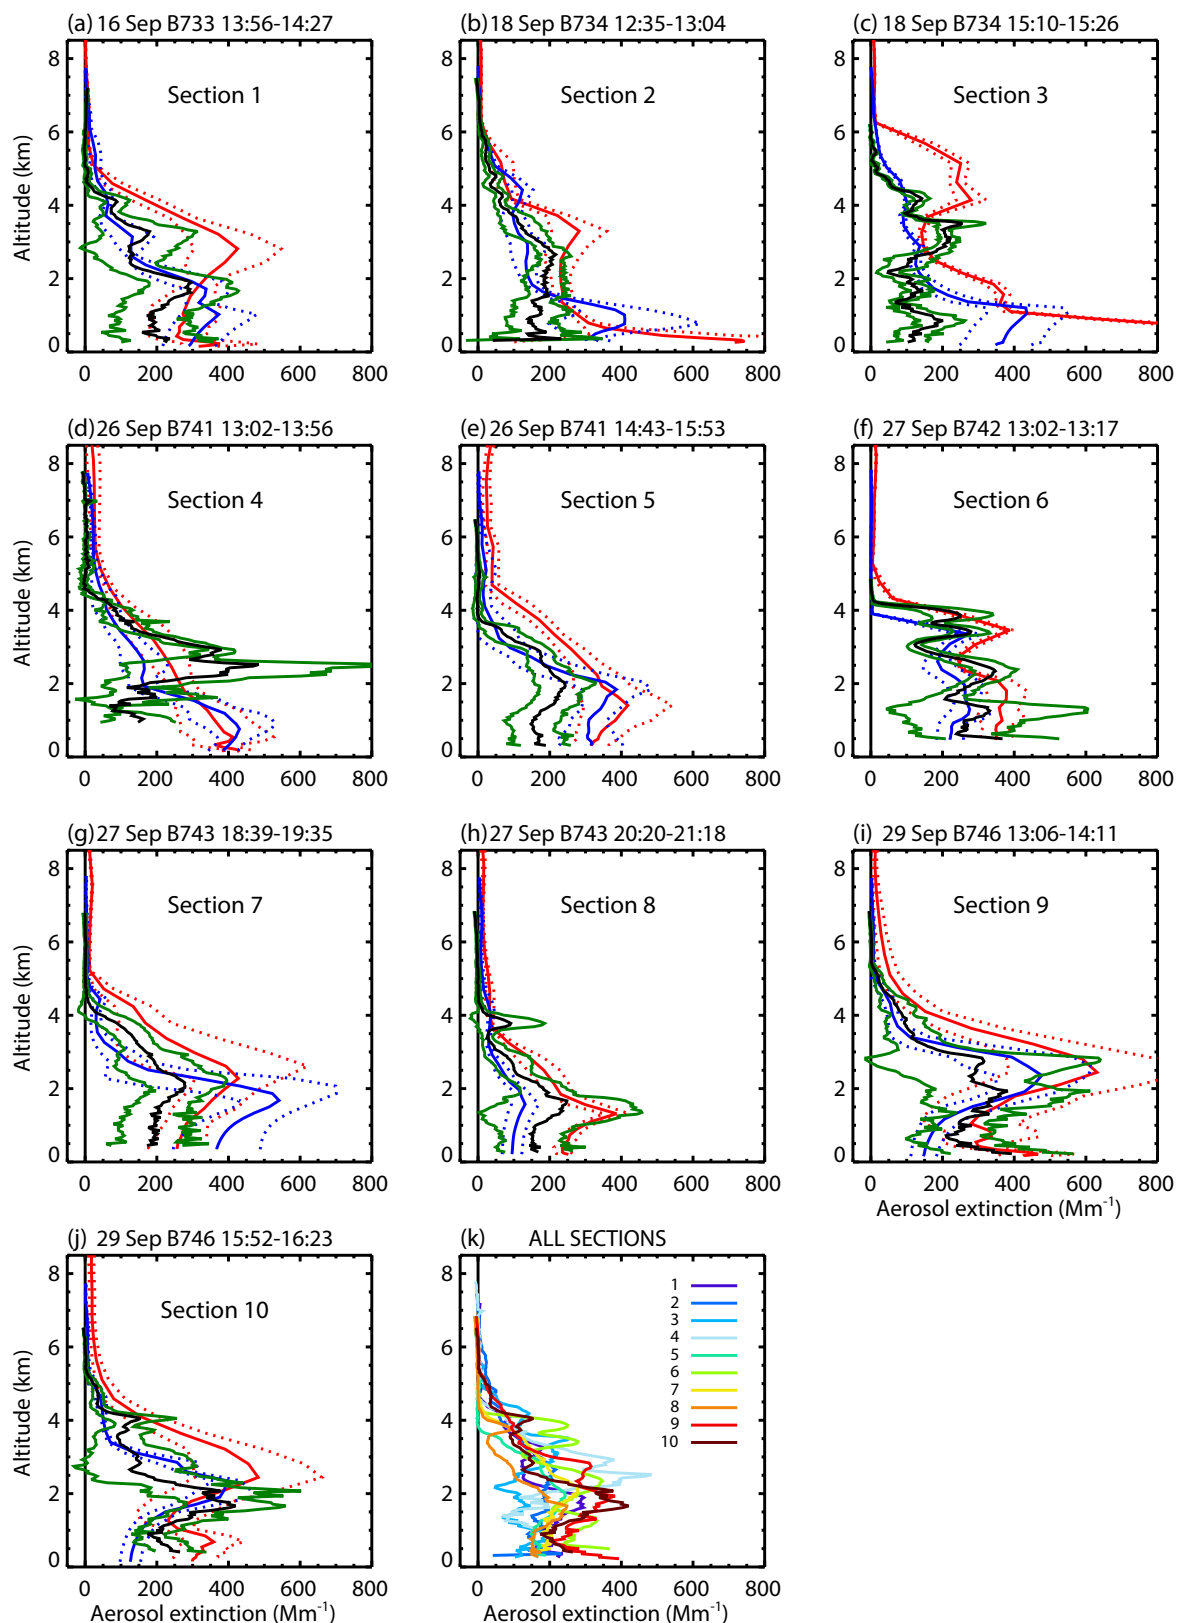 (a) 16 Sep B733 13:56-14:27
(b) 18 Sep B734 12:35-13:04
(c) 18 Sep B734 15:10-15:26
8
6
4
2
0
Altitude (km)
Section 1
0 200 400 600 800
8
6
4
2
0
Section 2
0 200 400 600 800
8
6
4
2
0
Section 3
0 200 400 600 800
(d) 26 Sep B741 13:02-13:56
(e) 26 Sep B741 14:43-15:53
(f) 27 Sep B742 13:02-13:17
8
6
4
2
0
Altitude (km)
Section 4
0 200 400 600 800
8
6
4
2
0
Section 5
0 200 400 600 800
8
6
4
2
0
Section 6
0 200 400 600 800
(g) 27 Sep B743 18:39-19:35
(h) 27 Sep B743 20:20-21:18
(i) 29 Sep B746 13:06-14:11
8
6
4
2
0
Altitude (km)
Section 7
0 200 400 600 800
8
6
4
2
0
Section 8
0 200 400 600 800
8
6
4
2
0
Section 9
0 200 400 600 800
Aerosol extinction (Mm⁻¹)
(j) 29 Sep B746 15:52-16:23
(k) ALL SECTIONS
8
6
4
2
0
Altitude (km)
Section 10
0 200 400 600 800
Aerosol extinction (Mm⁻¹)
8
6
4
2
0
1
2
3
4
5
6
7
8
9
10
0 200 400 600 800
Aerosol extinction (Mm⁻¹)